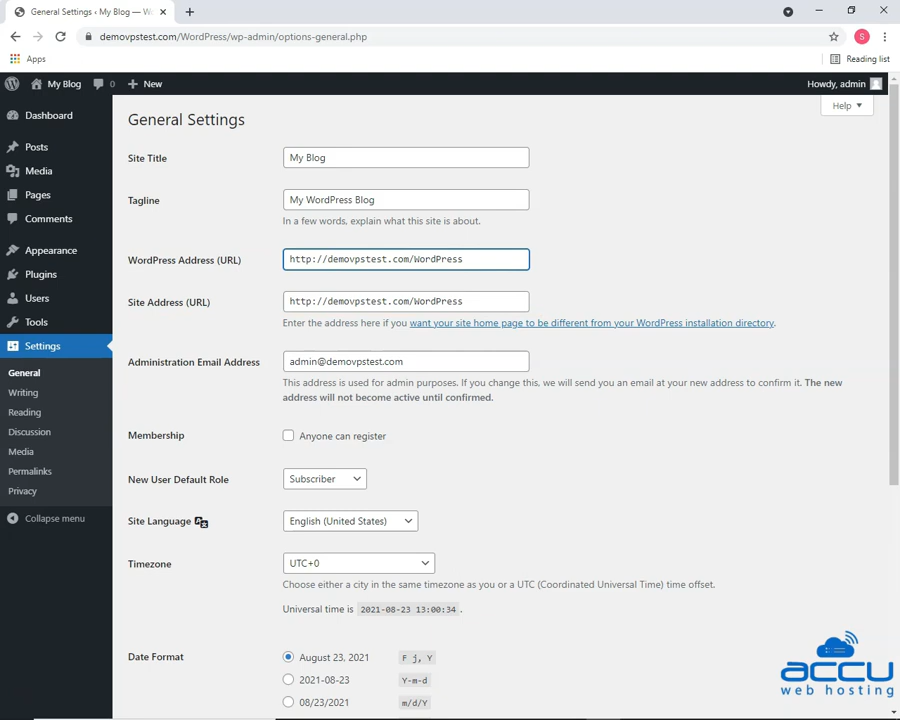 General Settings ‹ My Blog — W
demovpstest.com/WordPress/wp-admin/options-general.php
S
Apps
Reading list
My Blog
0
New
Howdy, admin
Help
Dashboard
Posts
Media
Pages
Comments
Appearance
Plugins
Users
Tools
Settings
General
Writing
Reading
Discussion
Media
Permalinks
Privacy
Collapse menu
General Settings
Site Title
My Blog
Tagline
My WordPress Blog
In a few words, explain what this site is about.
WordPress Address (URL)
http://demovpstest.com/WordPress
Site Address (URL)
http://demovpstest.com/WordPress
Enter the address here if you want your site home page to be different from your WordPress installation directory.
Administration Email Address
admin@demovpstest.com
This address is used for admin purposes. If you change this, we will send you an email at your new address to confirm it. The new
address will not become active until confirmed.
Membership
Anyone can register
New User Default Role
Subscriber
Site Language
English (United States)
Timezone
UTC+0
Choose either a city in the same timezone as you or a UTC (Coordinated Universal Time) time offset.
Universal time is 2021-08-23 13:00:34 .
Date Format
August 23, 2021
F j, Y
2021-08-23
Y-m-d
08/23/2021
m/d/Y
accu
web hosting